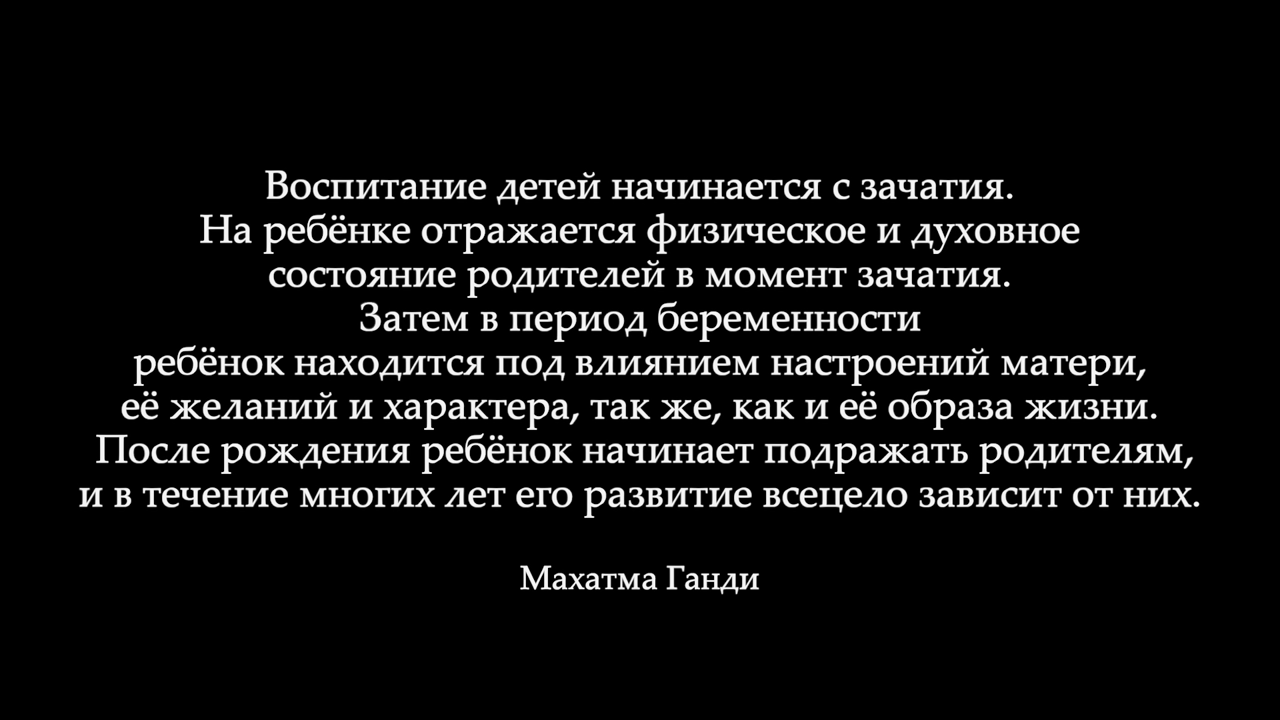 Воспитание детей начинается с зачатия.
На ребёнке отражается физическое и духовное
состояние родителей в момент зачатия.
Затем в период беременности
ребёнок находится под влиянием настроений матери,
её желаний и характера, так же, как и её образа жизни.
После рождения ребёнок начинает подражать родителям,
и в течение многих лет его развитие всецело зависит от них.
Махатма Ганди